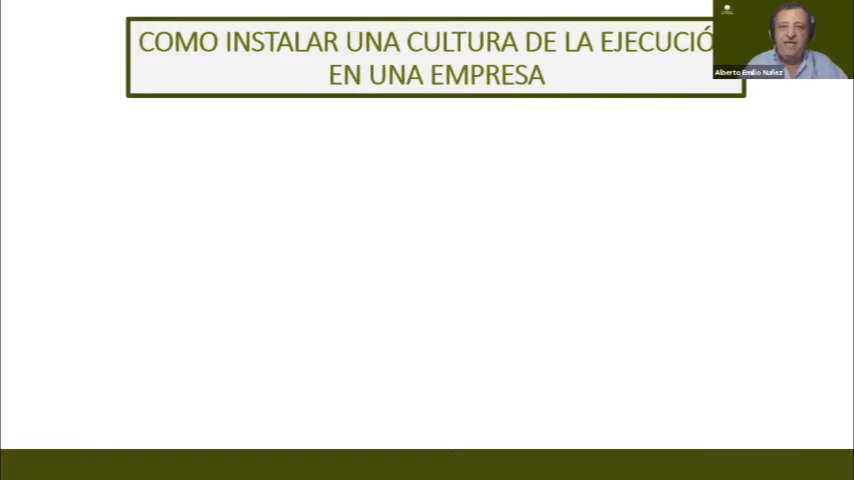 COMO INSTALAR UNA CULTURA DE LA EJECUCIÓ
EN UNA EMPRESA
Alberto Emilio Nuñez